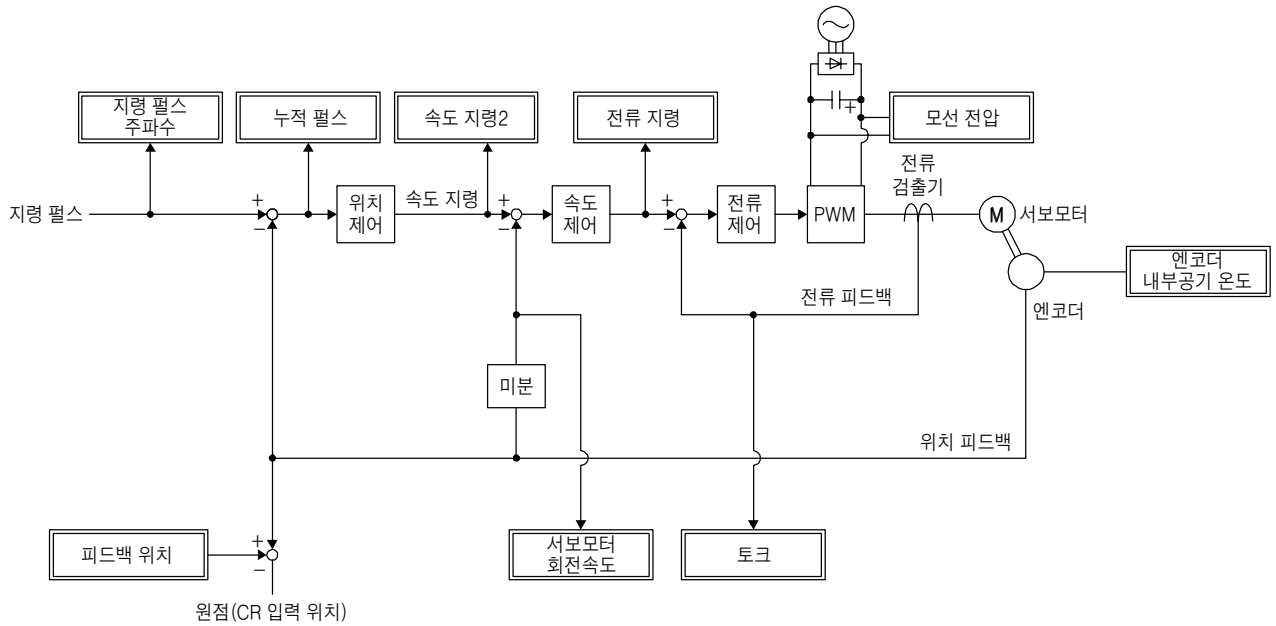 지령 펄스
주파수
누적 펄스
속도 지령2
전류 지령
모선 전압
전류
검출기
지령 펄스
+
−
위치
제어
속도 지령
+
−
속도
제어
+
−
전류
제어
PWM
+
M
서보모터
엔코더
내부공기 온도
전류 피드백
엔코더
미분
위치 피드백
피드백 위치
+
−
서보모터
회전속도
토크
원점(CR 입력 위치)